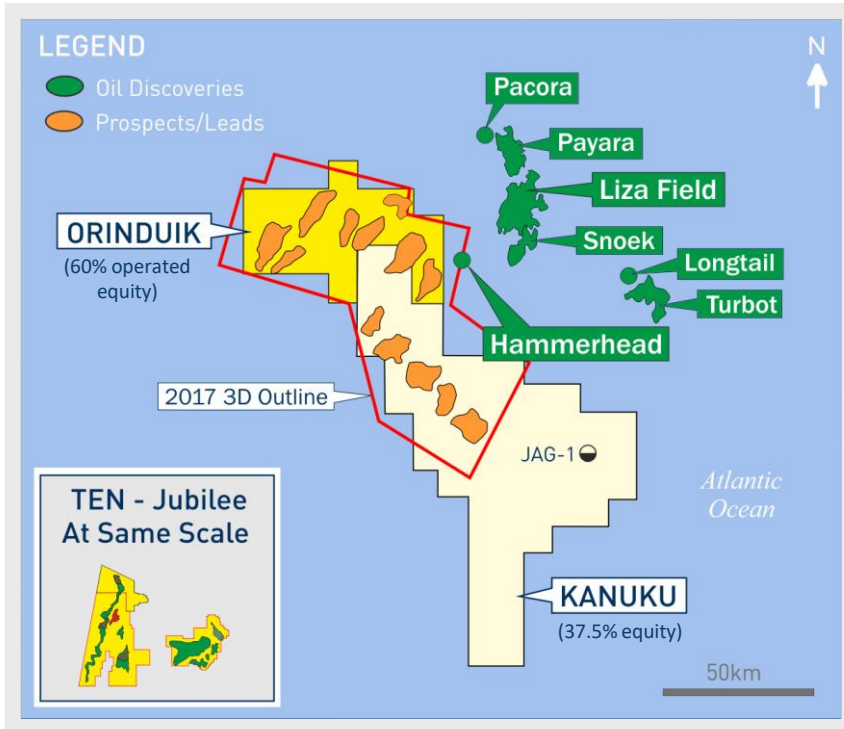 LEGEND
Oil Discoveries
Prospects/Leads
N
Pacora
Payara
Liza Field
Snoek
Longtail
Turbot
Hammerhead
ORINDUIK
(60% operated
equity)
2017 3D Outline
JAG-1
Atlantic
Ocean
TEN - Jubilee
At Same Scale
KANUKU
(37.5% equity)
50km